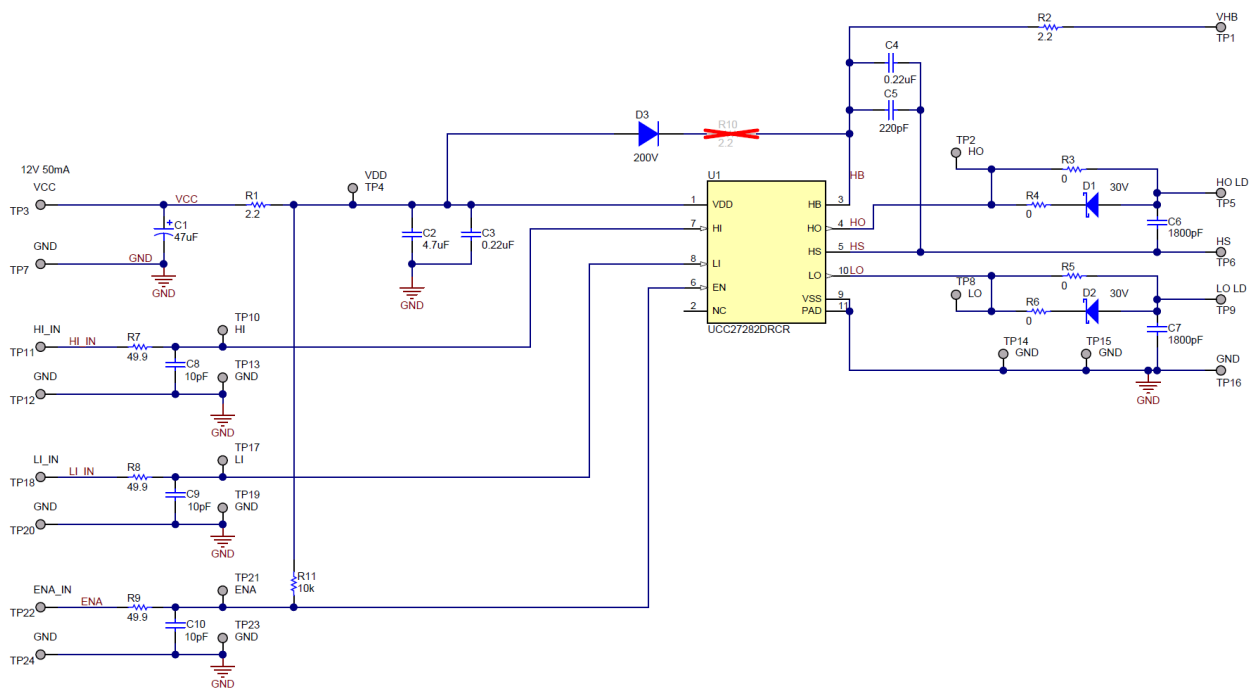 R2
2.2
VHB
TP1
C4
0.22uF
C5
220pF
D3
200V
R10
2.2
12V 50mA
VCC
TP3
VCC
R1
2.2
VDD
TP4
C1
47uF
GND
TP7
GND
GND
C2
4.7uF
C3
0.22uF
GND
U1
1 VDD
7 HI
8 LI
6 EN
2 NC
HB 3
HO 4
HS 5
LO 10
VSS 9
PAD 11
UCC27282DRCR
HB
HO
HS
LO
TP2
HO
R3
0
R4
0
D1
30V
HO LD
TP5
C6
1800pF
HS
TP6
TP8
LO
R5
0
R6
0
D2
30V
LO LD
TP9
C7
1800pF
TP14
GND
TP15
GND
GND
TP16
GND
HI_IN
TP11
HI_IN
R7
49.9
TP10
HI
C8
10pF
TP13
GND
GND
TP12
GND
LI_IN
TP18
LI_IN
R8
49.9
TP17
LI
C9
10pF
TP19
GND
GND
TP20
GND
R11
10k
ENA_IN
TP22
ENA
R9
49.9
TP21
ENA
C10
10pF
TP23
GND
GND
TP24
GND